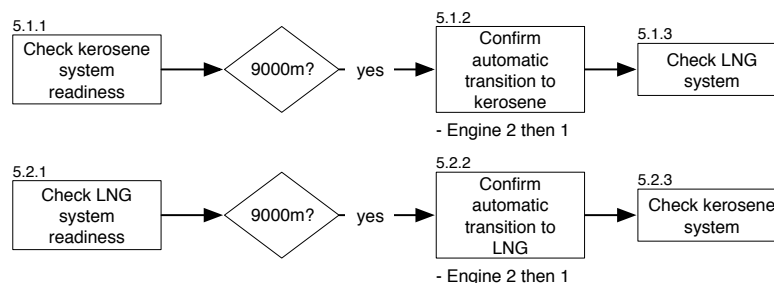 5.1.1
Check kerosene
system
readiness
9000m?
yes
5.1.2
Confirm
automatic
transition to
kerosene
- Engine 2 then 1
5.1.3
Check LNG
system
5.2.1
Check LNG
system
readiness
9000m?
yes
5.2.2
Confirm
automatic
transition to
LNG
- Engine 2 then 1
5.2.3
Check kerosene
system